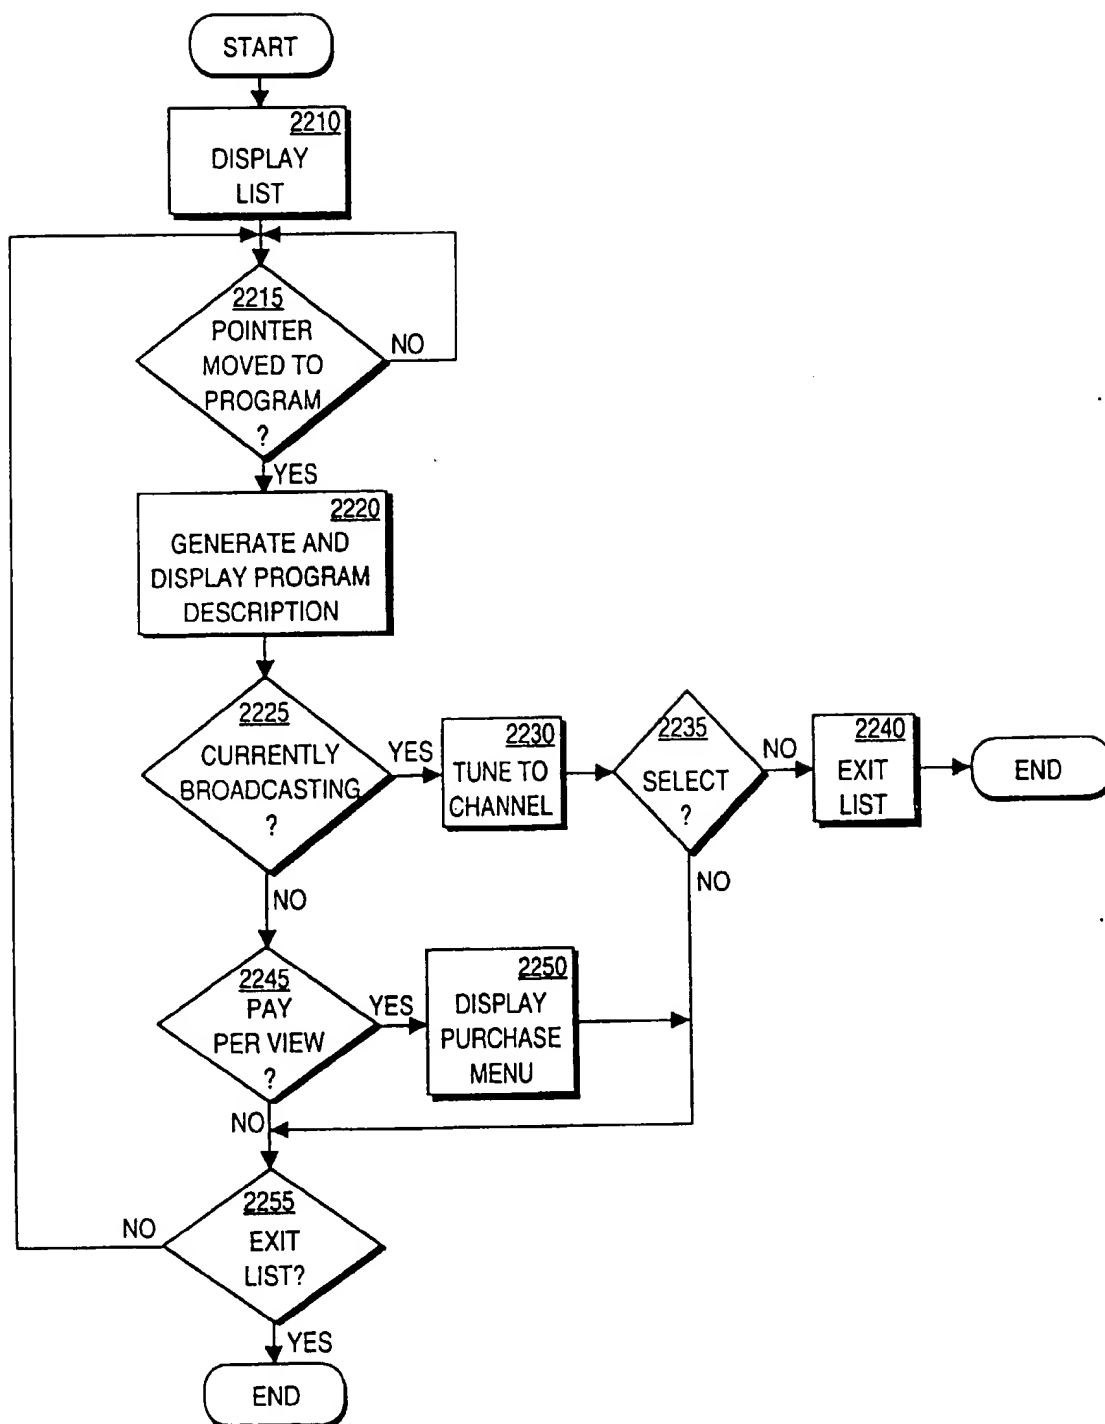 START
2210
DISPLAY
LIST
2215
POINTER
MOVED TO
PROGRAM
?
NO
YES
2220
GENERATE AND
DISPLAY PROGRAM
DESCRIPTION
2225
CURRENTLY
BROADCASTING
?
YES
2230
TUNE TO
CHANNEL
2235
SELECT
?
NO
2240
EXIT
LIST
END
NO
NO
2245
PAY
PER VIEW
?
YES
2250
DISPLAY
PURCHASE
MENU
NO
2255
EXIT
LIST?
NO
YES
END